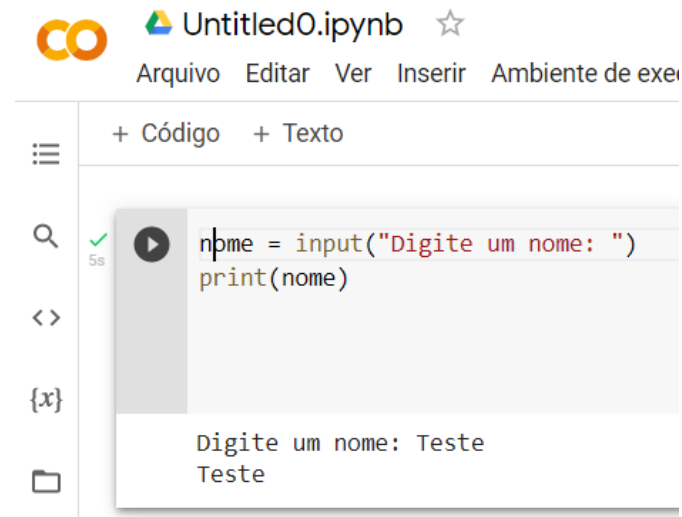 Untitled0.ipynb
Arquivo Editar Ver Inserir Ambiente de exec
+ Código + Texto
5s
nome = input("Digite um nome: ")
print(nome)
{x}
Digite um nome: Teste
Teste